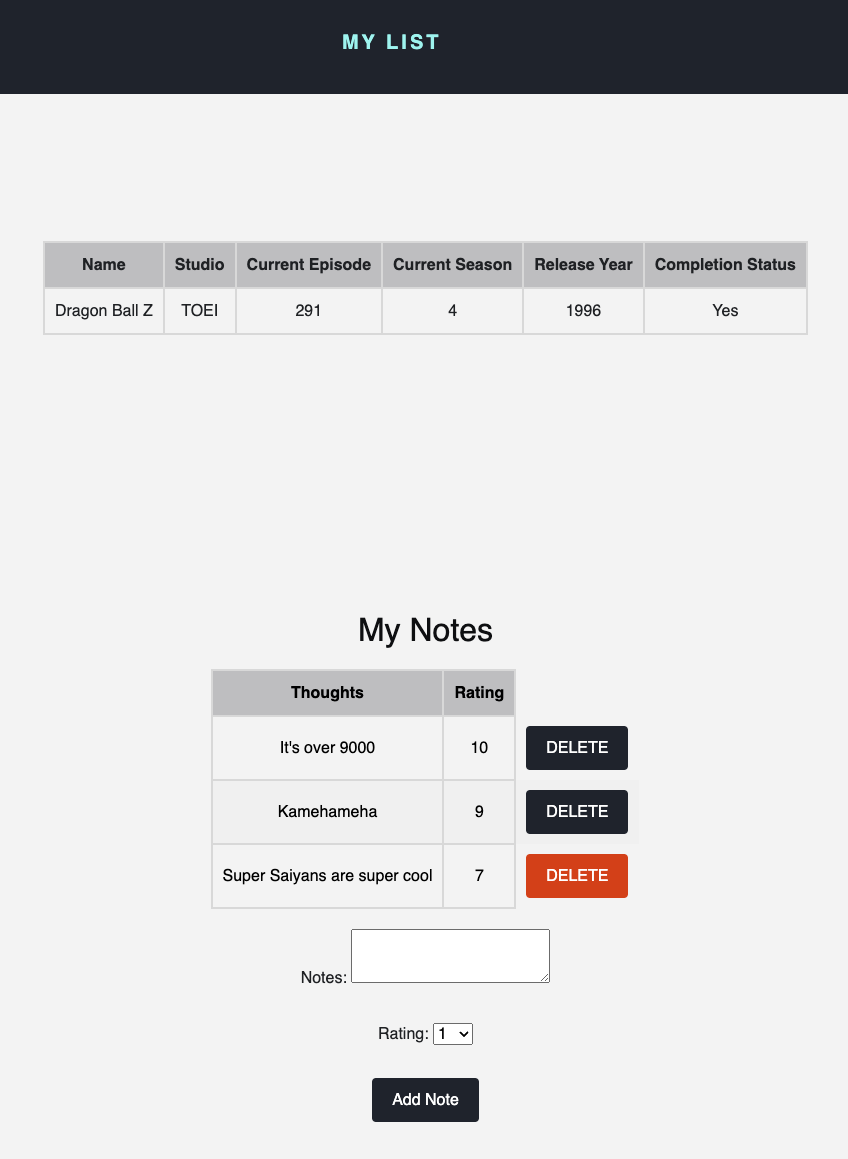 MY LIST
Name Studio Current Episode Current Season Release Year Completion Status
Dragon Ball Z TOEI 291 4 1996 Yes
My Notes
Thoughts Rating
It's over 9000 10 DELETE
Kamehameha 9 DELETE
Super Saiyans are super cool 7 DELETE
Notes:
Rating: 1
Add Note